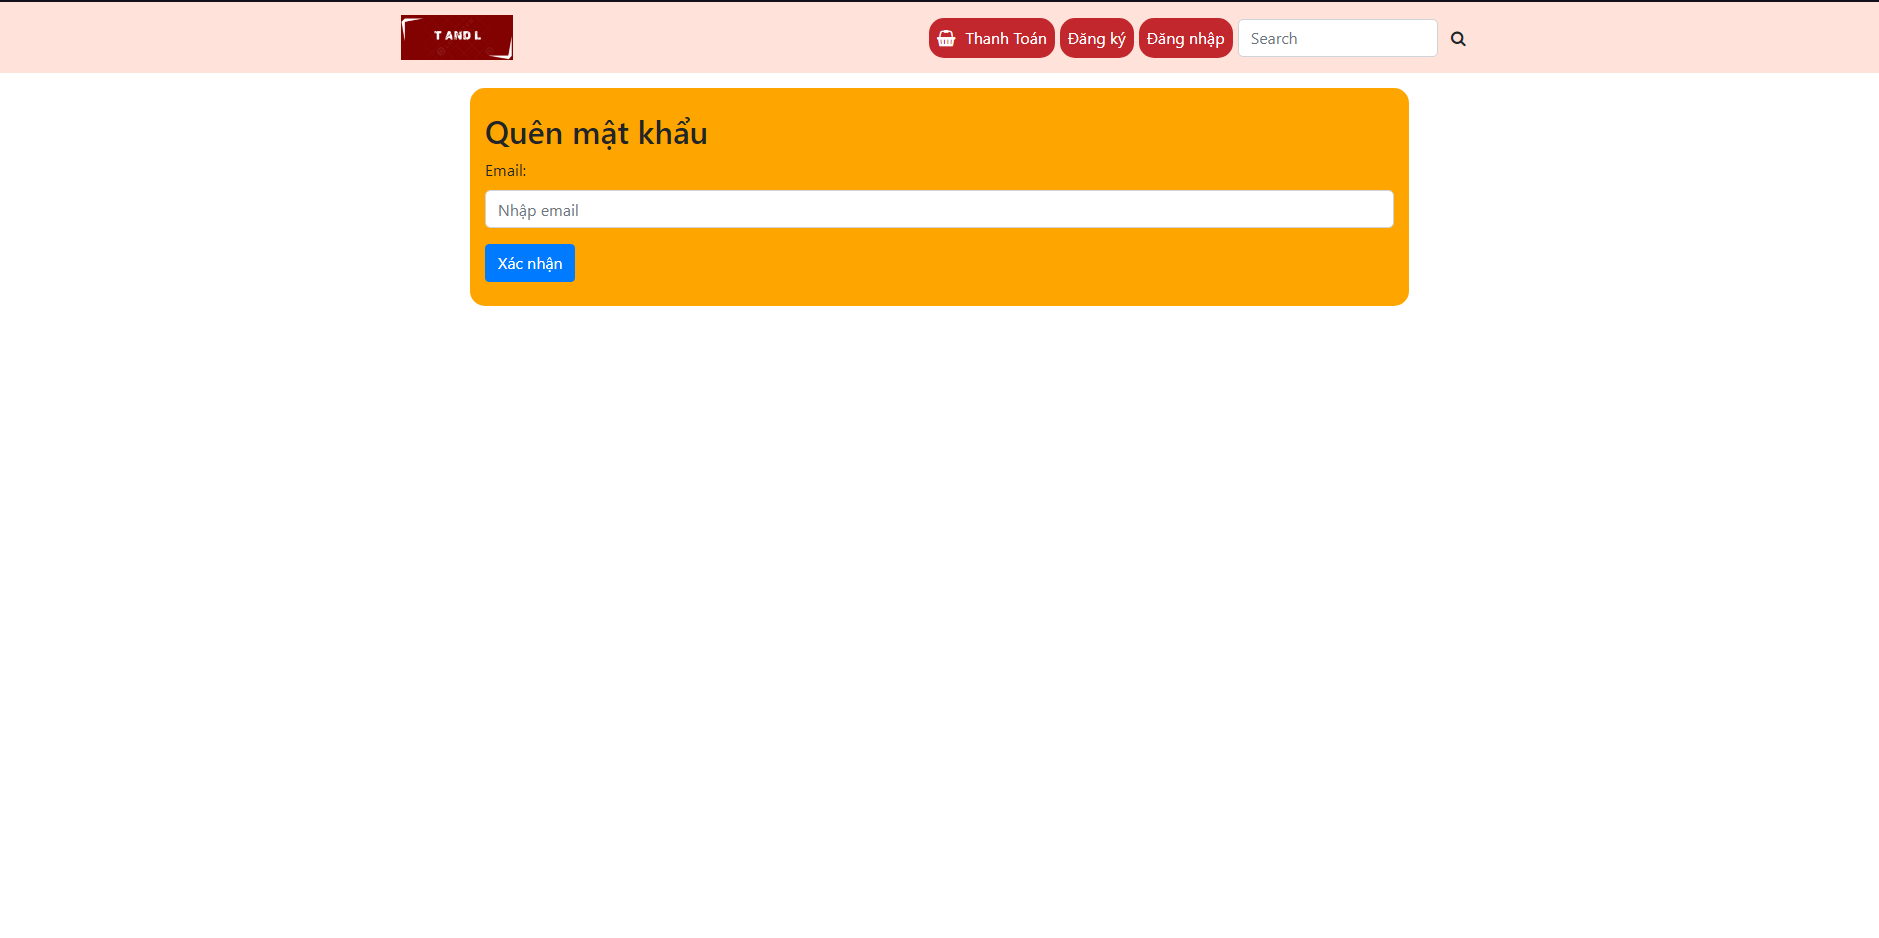 T AND L
Thanh Toán Đăng ký Đăng nhập Search
Quên mật khẩu
Email:
Nhập email
Xác nhận